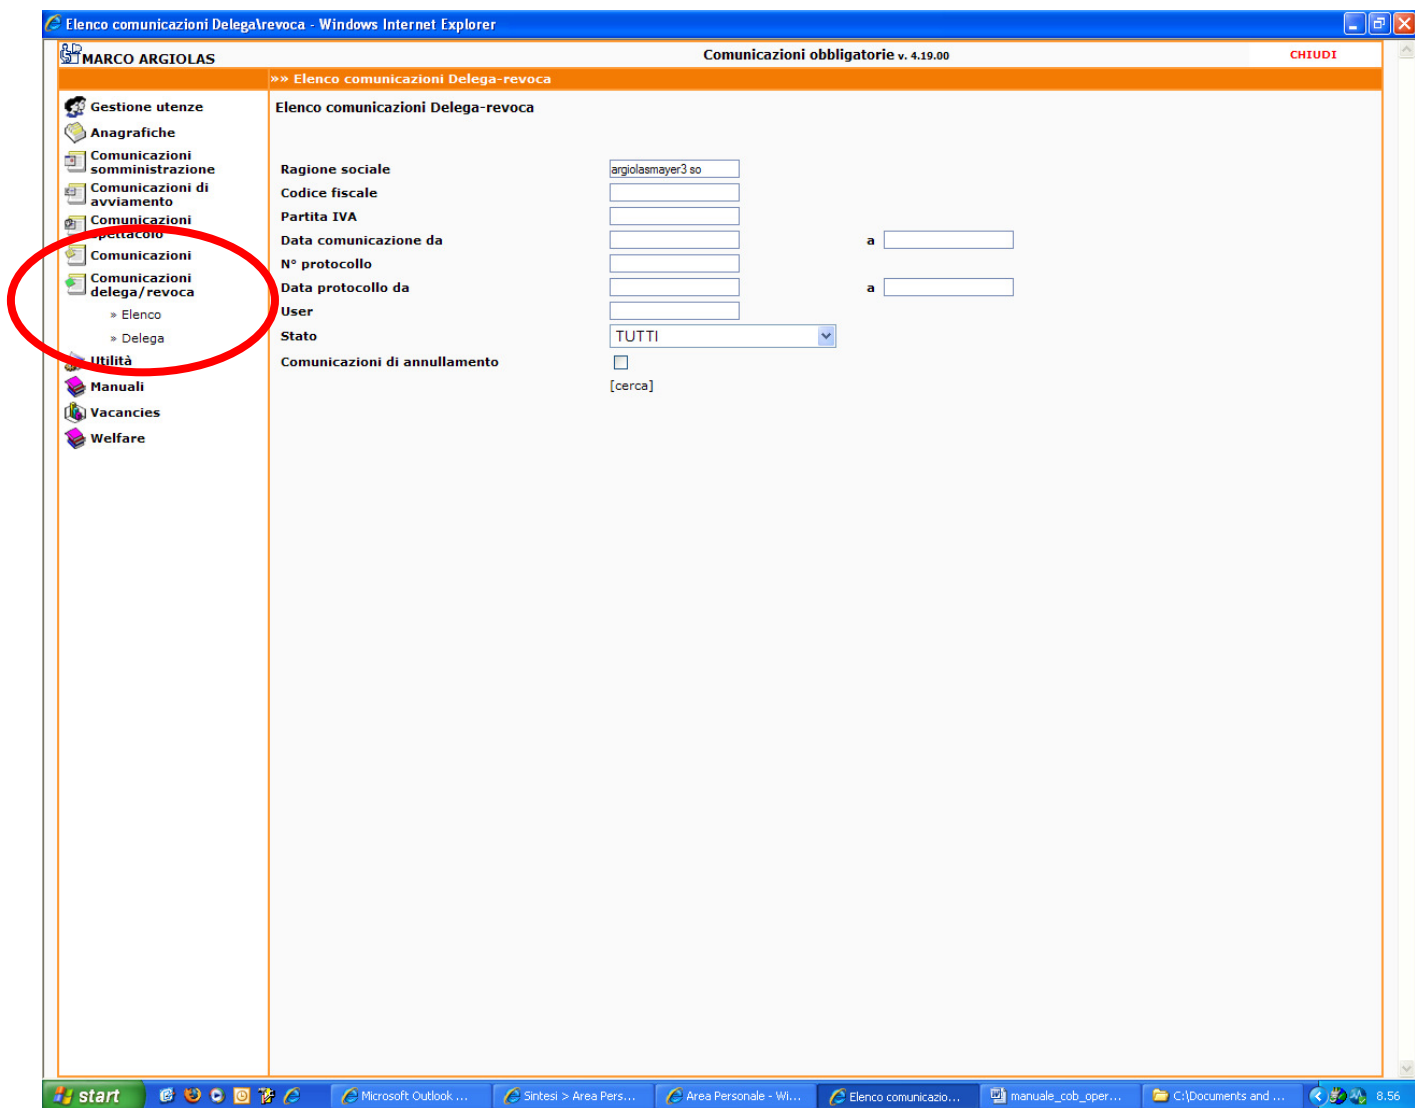 Elenco comunicazioni Delega\revoca - Windows Internet Explorer
MARCO ARGIOLAS
Comunicazioni obbligatorie v. 4.19.00
CHIUDI
»» Elenco comunicazioni Delega-revoca
Gestione utenze
Anagrafiche
Comunicazioni
somministrazione
Comunicazioni di
avviamento
Comunicazioni
spettacolo
Comunicazioni
Comunicazioni
delega/revoca
» Elenco
» Delega
Utilità
Manuali
Vacancies
Welfare
Elenco comunicazioni Delega-revoca
Ragione sociale argiolasmayer3 so
Codice fiscale
Partita IVA
Data comunicazione da a
N° protocollo
Data protocollo da a
User
Stato TUTTI
Comunicazioni di annullamento
[cerca]
start
Microsoft Outlook ...
Sintesi > Area Pers...
Area Personale - Wi...
Elenco comunicazio...
manuale_cob_oper...
C:\Documents and ...
8.56